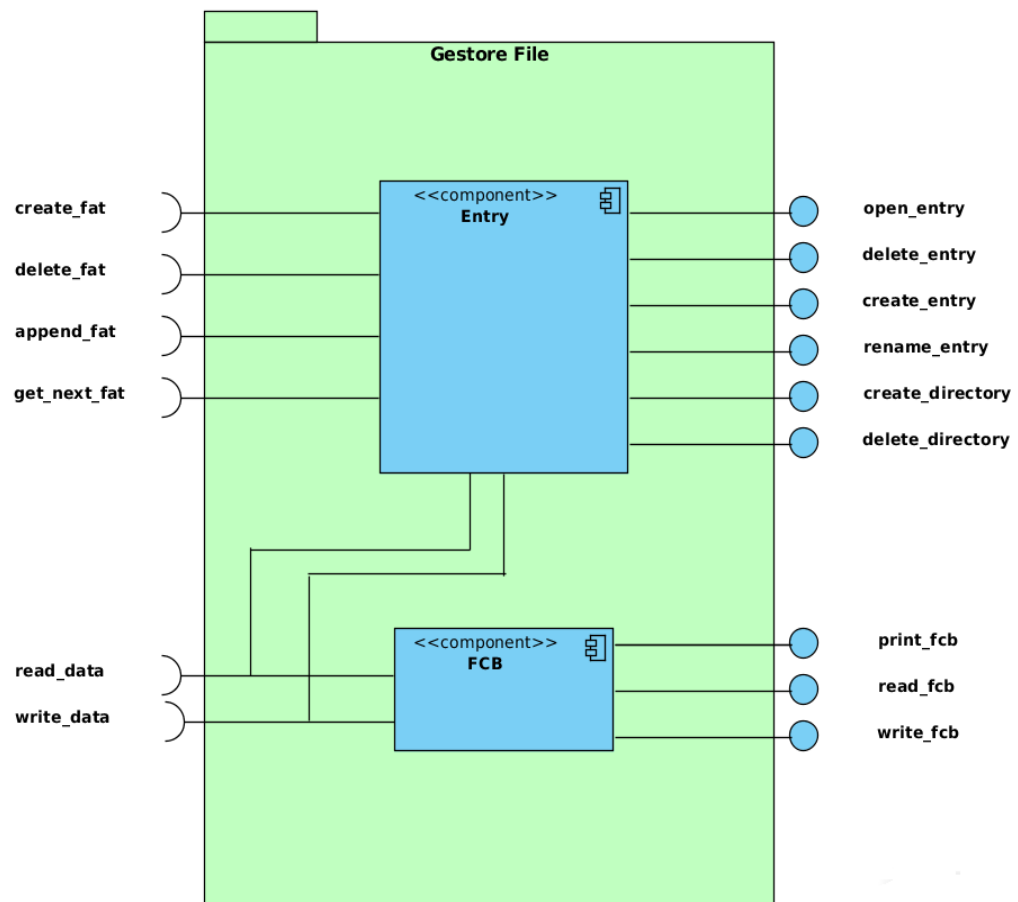 Gestore File
<<component>>
Entry
create_fat
delete_fat
append_fat
get_next_fat
open_entry
delete_entry
create_entry
rename_entry
create_directory
delete_directory
<<component>>
FCB
read_data
write_data
print_fcb
read_fcb
write_fcb